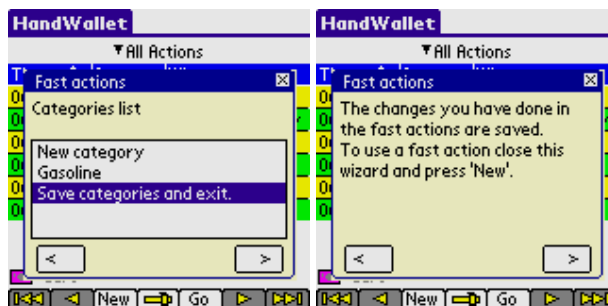 HandWallet
▼All Actions
Fast actions
Categories list
New category
Gasoline
Save categories and exit.
<
>
New
Go
HandWallet
▼All Actions
Fast actions
The changes you have done in
the fast actions are saved.
To use a fast action close this
wizard and press 'New'.
<
>
New
Go